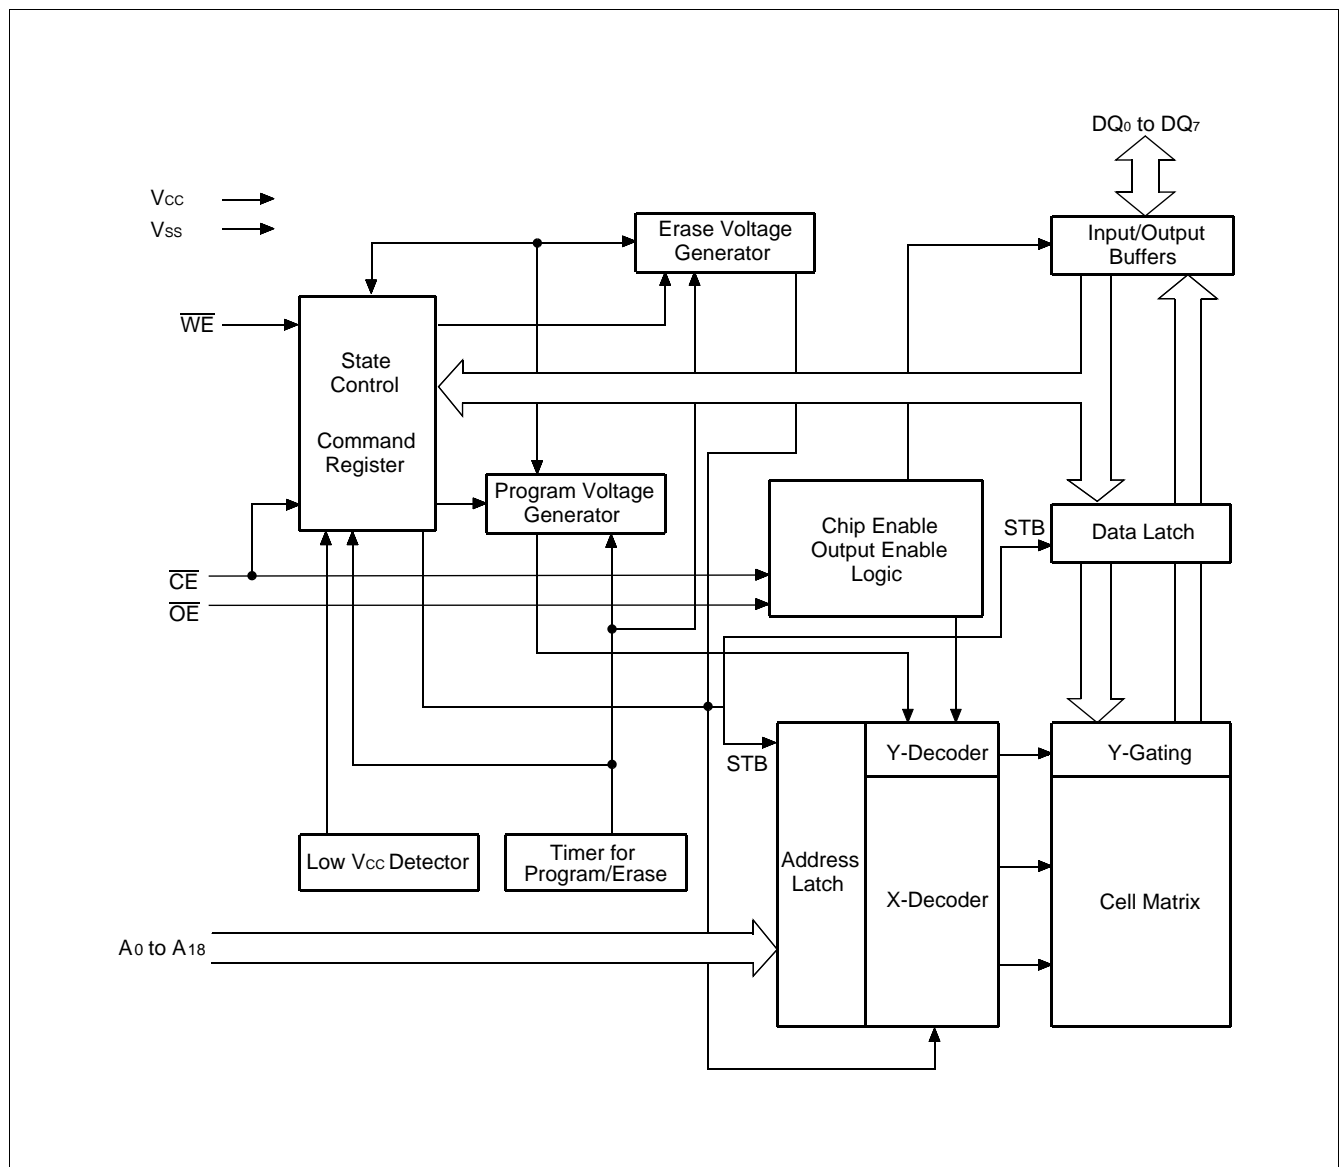 DQ0 to DQ7
VCC
VSS
Erase Voltage
Generator
Input/Output
Buffers
WE
State
Control
Command
Register
Program Voltage
Generator
Chip Enable
Output Enable
Logic
STB
Data Latch
CE
OE
STB
Y-Decoder
Y-Gating
Low VCC Detector
Timer for
Program/Erase
Address
Latch
X-Decoder
Cell Matrix
A0 to A18